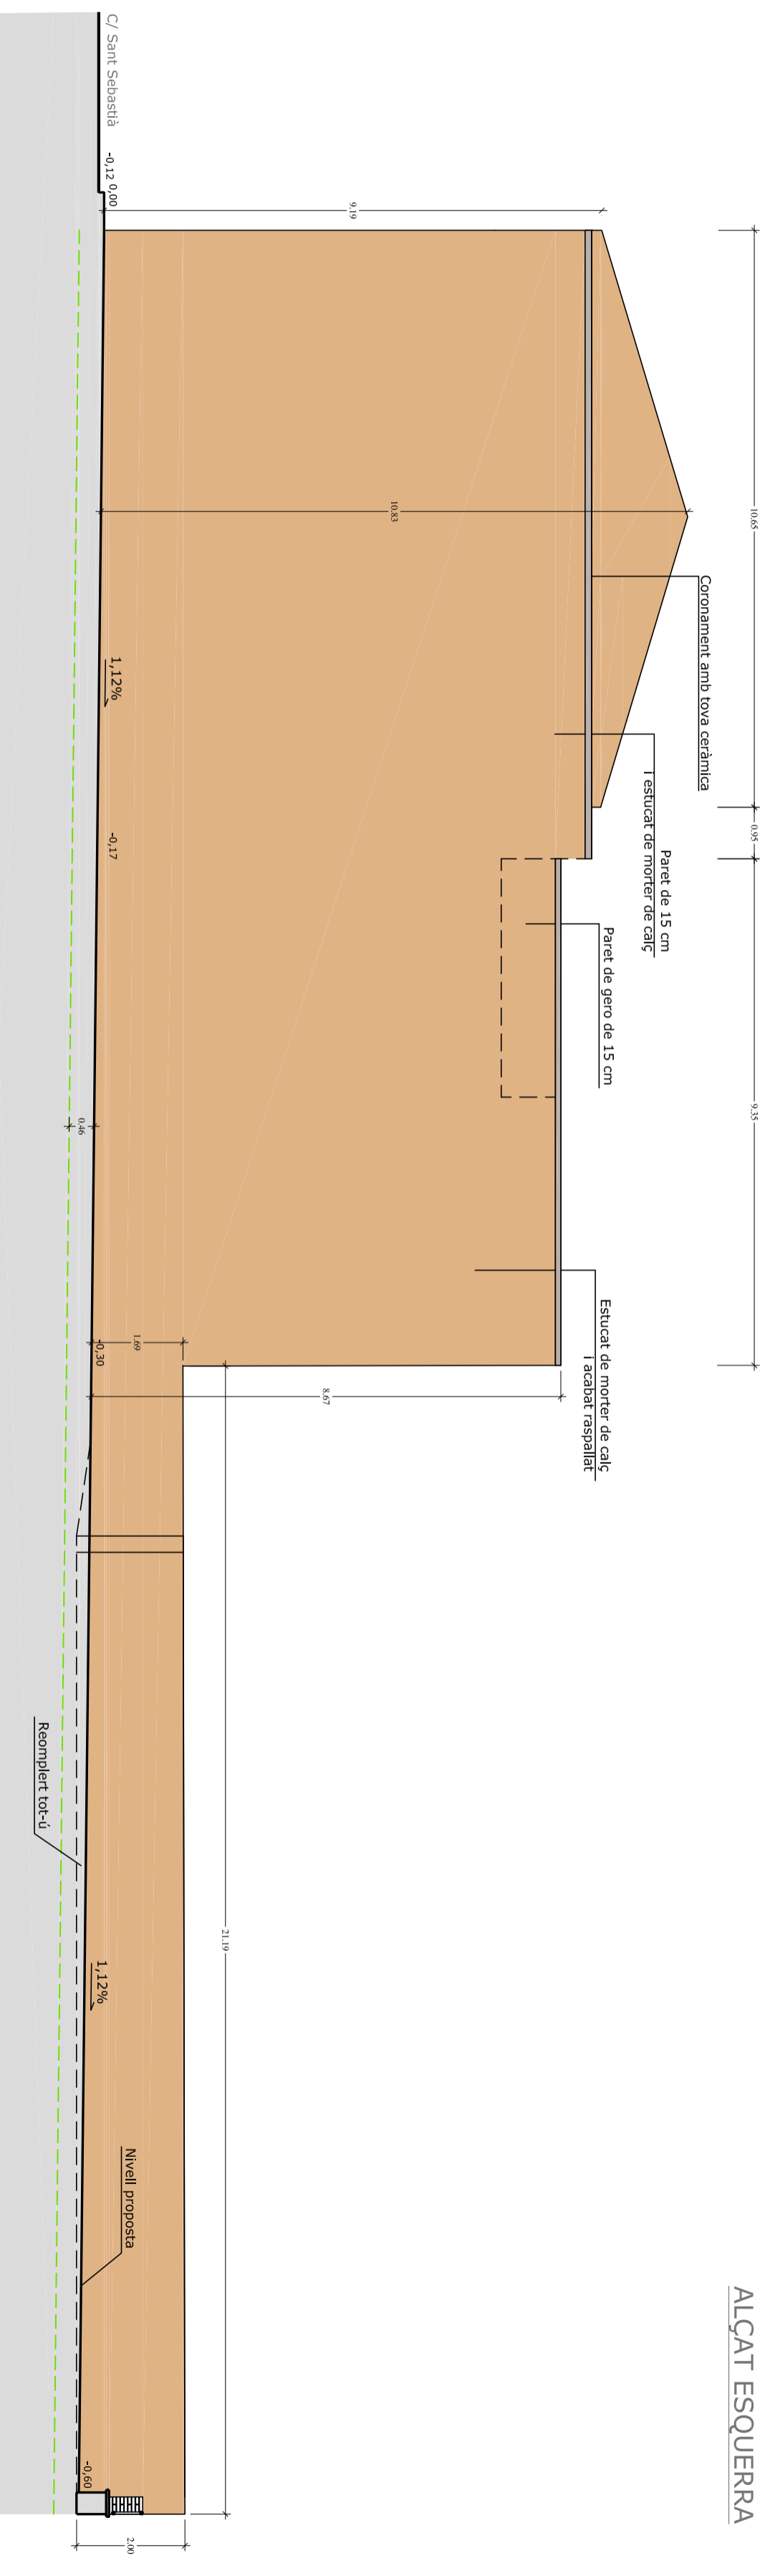 ALÇAT ESQUERRA
10.65
0.95
9.35
Coronament amb tova ceràmica
Paret de 15 cm
i estucat de morter de calç
Paret de gero de 15 cm
Estucat de morter de calç
i acabat raspallat
9.19
10.83
8.67
21.19
1.69
2.00
C/ Sant Sebastià
-0,12
0,00
1,12%
-0,17
0.46
-0,30
1,12%
Nivell proposta
-0,60
Reomplert tot-ú